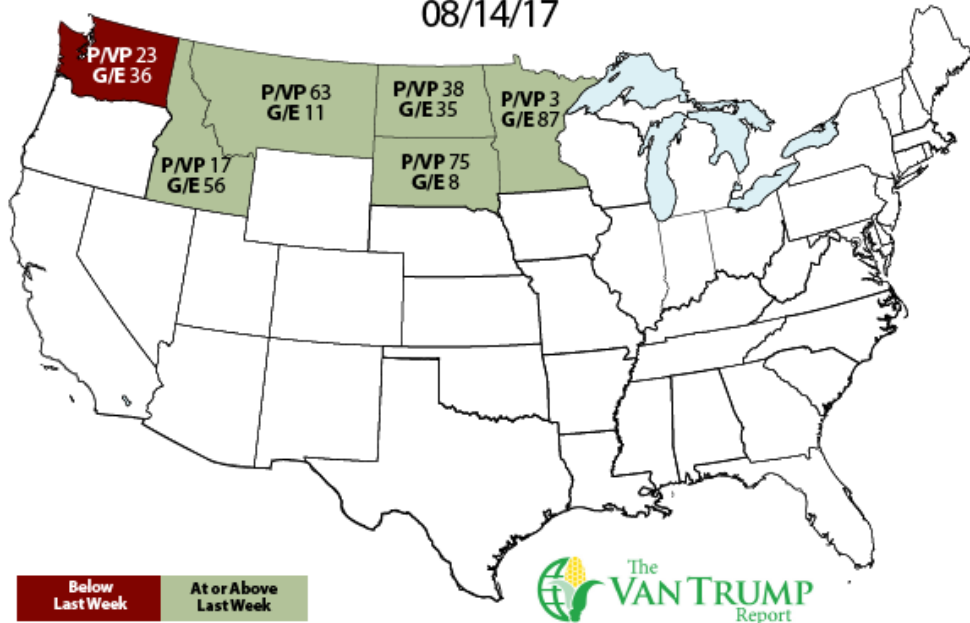 08/14/17
P/VP 23
G/E 36
P/VP 63
G/E 11
P/VP 38
G/E 35
P/VP 3
G/E 87
P/VP 17
G/E 56
P/VP 75
G/E 8
Below
Last Week
At or Above
Last Week
The
VAN TRUMP
Report